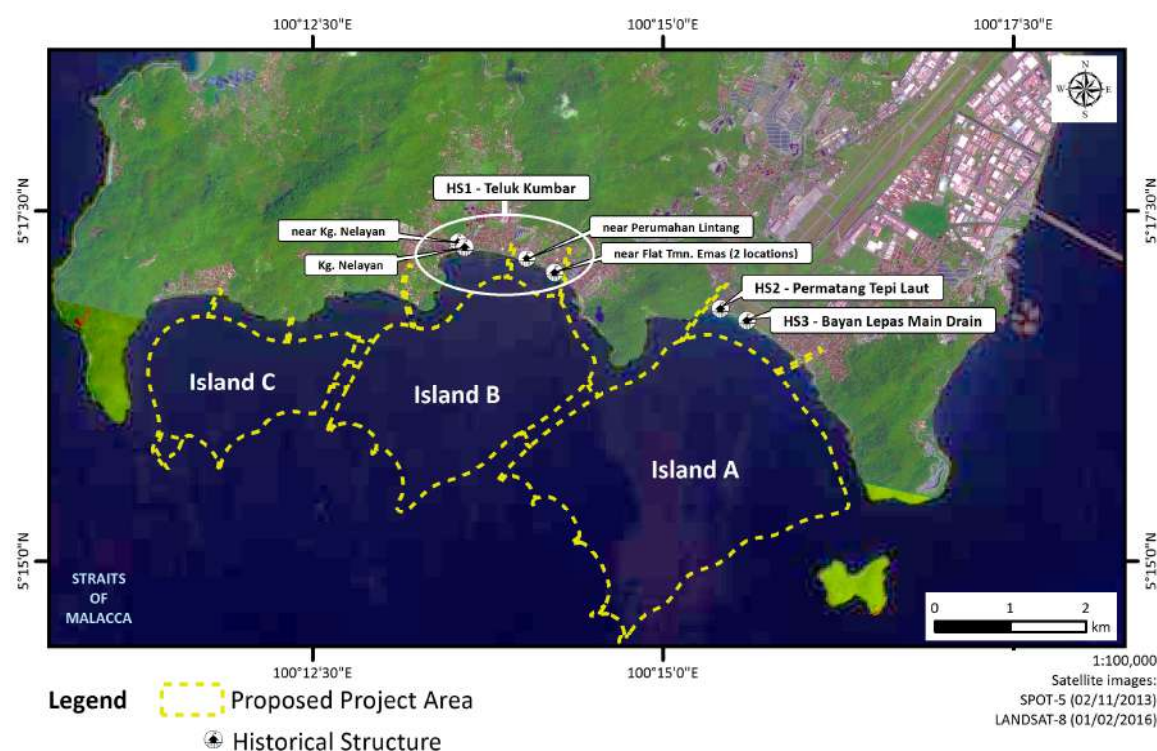 100°12'30"E
100°15'0"E
100°17'30"E
N
W E
S
5°17'30"N
5°17'30"N
HS1 - Teluk Kumbar
near Kg. Nelayan
near Perumahan Lintang
Kg. Nelayan
near Flat Tmn. Emas (2 locations)
HS2 - Permatang Tepi Laut
HS3 - Bayan Lepas Main Drain
Island C
Island B
Island A
5°15'0"N
5°15'0"N
STRAITS
OF
MALACCA
0 1 2
km
100°12'30"E
100°15'0"E
1:100,000
Satellite images:
SPOT-5 (02/11/2013)
LANDSAT-8 (01/02/2016)
Legend
Proposed Project Area
Historical Structure